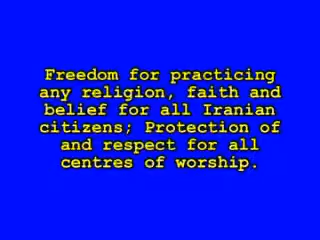 Freedom for practicing
any religion, faith and
belief for all Iranian
citizens; Protection of
and respect for all
centres of worship.